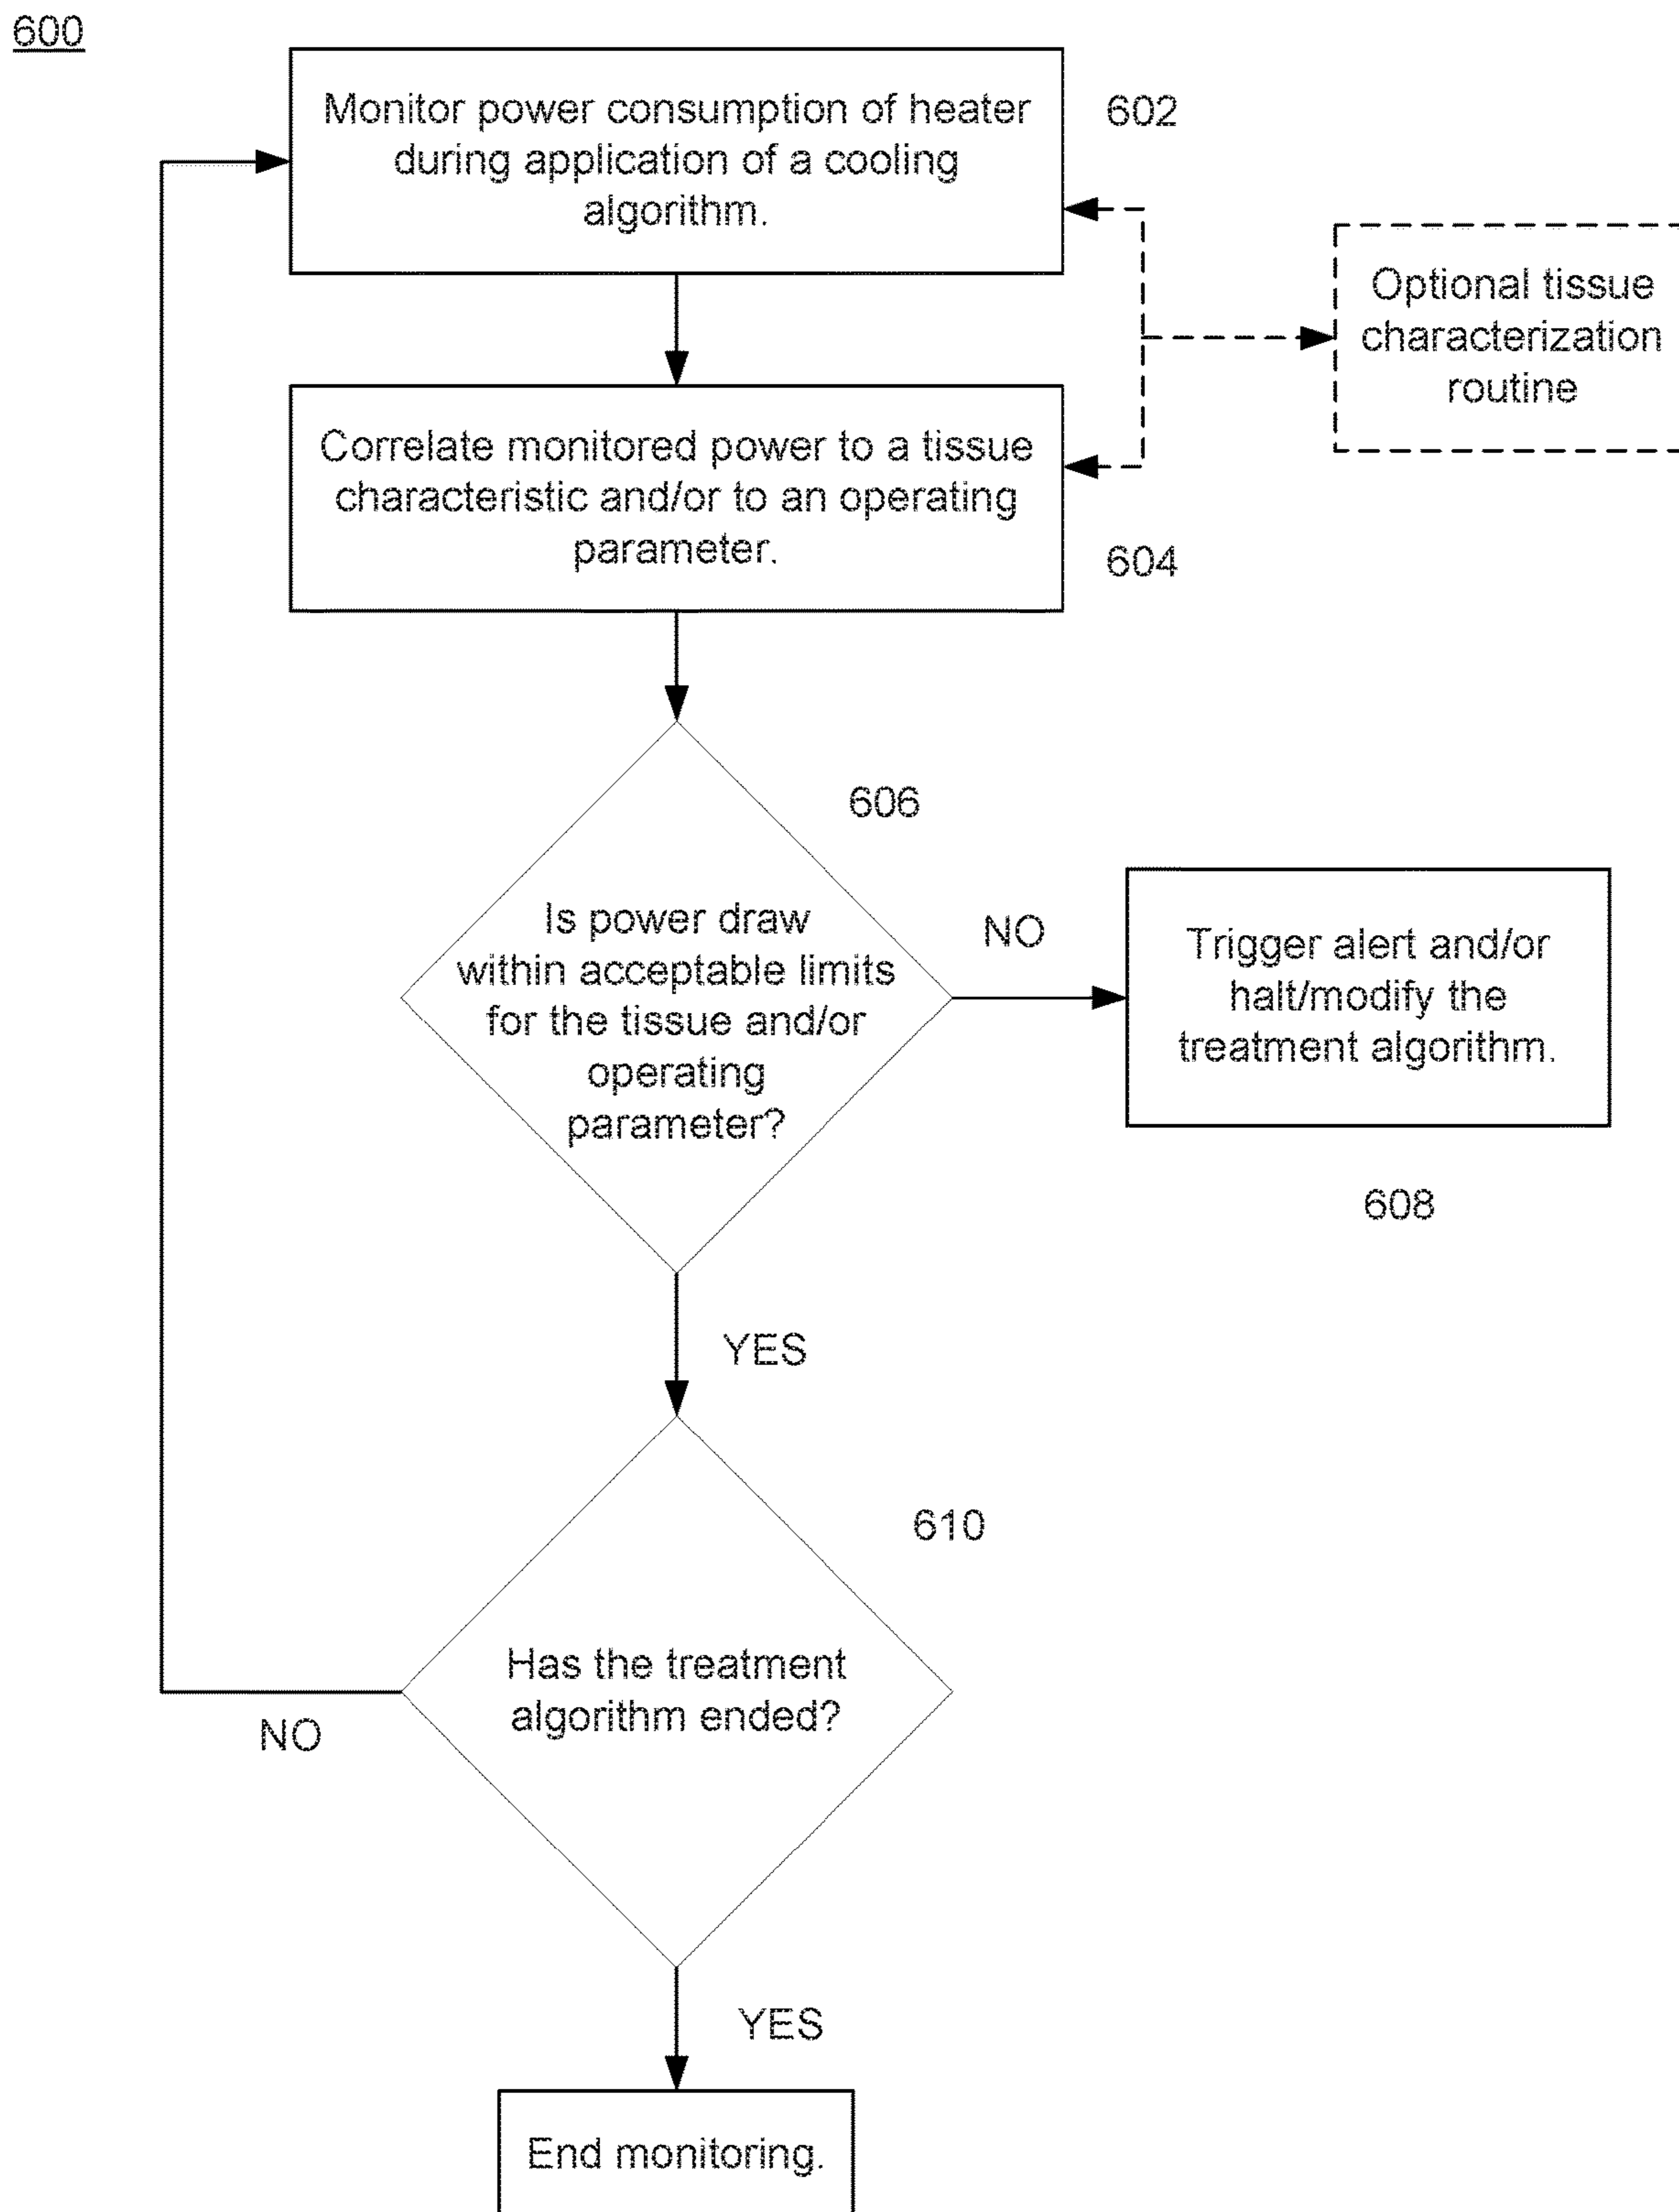 600
Monitor power consumption of heater
during application of a cooling
algorithm.
602
Optional tissue
characterization
routine
Correlate monitored power to a tissue
characteristic and/or to an operating
parameter.
604
606
Is power draw
within acceptable limits
for the tissue and/or
operating
parameter?
NO
Trigger alert and/or
halt/modify the
treatment algorithm.
608
YES
610
Has the treatment
algorithm ended?
NO
YES
End monitoring.